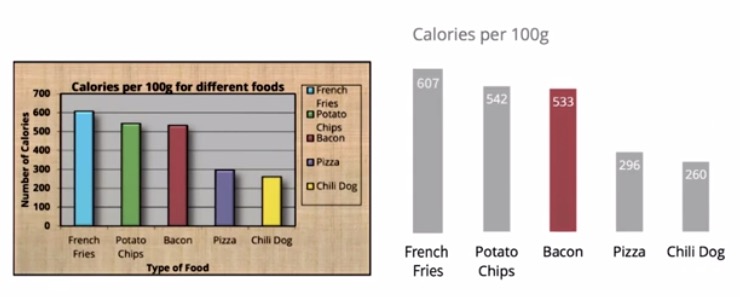 Calories per 100g for different foods
Number of Calories
700
600
500
400
300
200
100
0
French
Fries
Potato
Chips
Bacon
Pizza
Chili Dog
Type of Food
French
Fries
Potato
Chips
Bacon
Pizza
Chili Dog
Calories per 100g
607
542
533
296
260
French
Fries
Potato
Chips
Bacon
Pizza
Chili Dog